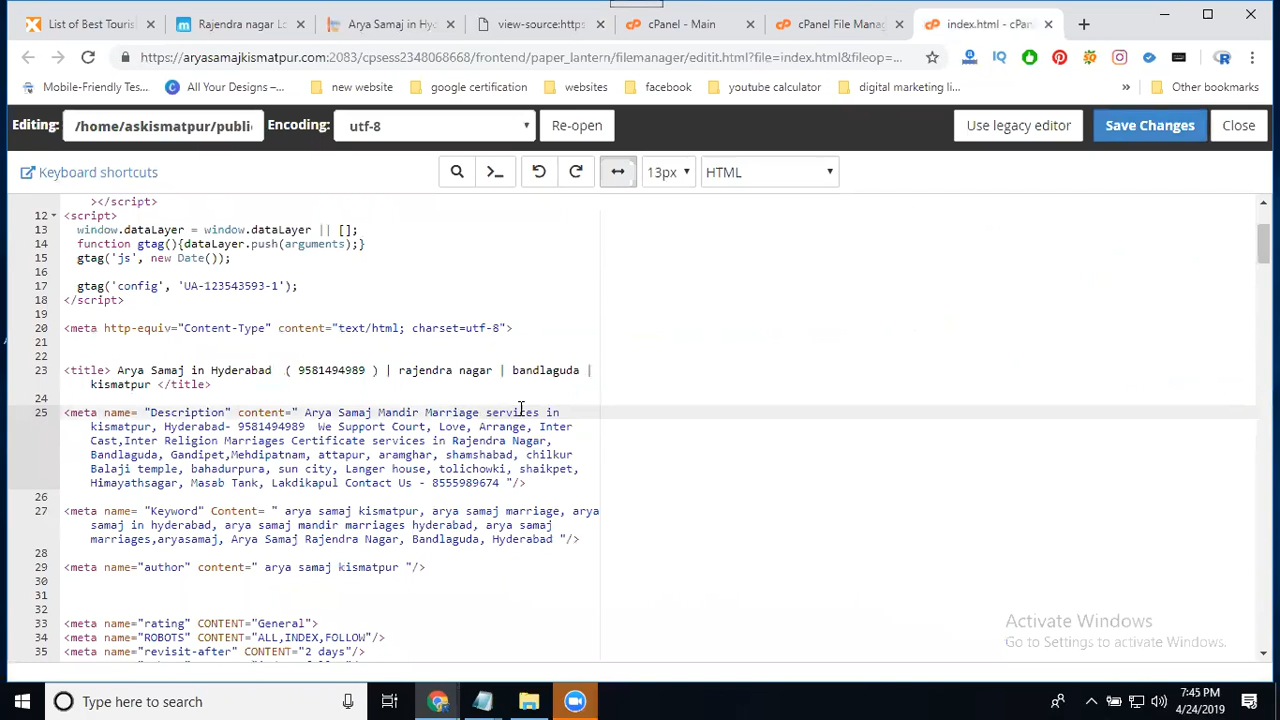 List of Best Touris
Rajendra nagar L
Arya Samaj in Hyd
view-source:https
cPanel - Main
cPanel File Mana
index.html - cPan
https://aryasamajkismatpur.com:2083/cpsess2368068668/frontend/paper_lantern/filemanager/editit.html?file=index.html&fileop=...
Mobile-Friendly Tes...
All Your Designs –...
new website
google certification
websites
facebook
youtube calculator
digital marketing li...
»
Other bookmarks
Editing: /home/askismatpur/publi Encoding: utf-8 Re-open Use legacy editor Save Changes Close
Keyboard shortcuts 13px HTML
></script>
12 <script>
13 window.dataLayer = window.dataLayer || [];
14 function gtag(){dataLayer.push(arguments);}
15 gtag('js', new Date());
16
17 gtag('config', 'UA-123543593-1');
18 </script>
19
20 <meta http-equiv="Content-Type" content="text/html; charset=utf-8">
21
22
23 <title> Arya Samaj in Hyderabad  ( 9581494989 ) | rajendra nagar | bandlaguda |
kismatpur </title>
24
25 <meta name= "Description" content=" Arya Samaj Mandir Marriage services in
kismatpur, Hyderabad- 9581494989  We Support Court, Love, Arrange, Inter
Cast,Inter Religion Marriages Certificate services in Rajendra Nagar,
Bandlaguda, Gandipet,Mehdipatnam, attapur, aramghar, shamshabad, chilkur
Balaji temple, bahadurpura, sun city, Langer house, tolichowki, shaikpet,
Himayathsagar, Masab Tank, Lakdikapul Contact Us - 8555989674 "/>
26
27 <meta name= "Keyword" Content= " arya samaj kismatpur, arya samaj marriage, arya
samaj in hyderabad, arya samaj mandir marriages hyderabad, arya samaj
marriages,aryasamaj, Arya Samaj Rajendra Nagar, Bandlaguda, Hyderabad "/>
28
29 <meta name="author" content=" arya samaj kismatpur "/>
30
31
32
33 <meta name="rating" CONTENT="General">
34 <meta name="ROBOTS" CONTENT="ALL,INDEX,FOLLOW"/>
35 <meta name="revisit-after" CONTENT="2 days"/>
Activate Windows
Go to Settings to activate Windows.
Type here to search
7:45 PM
4/24/2019